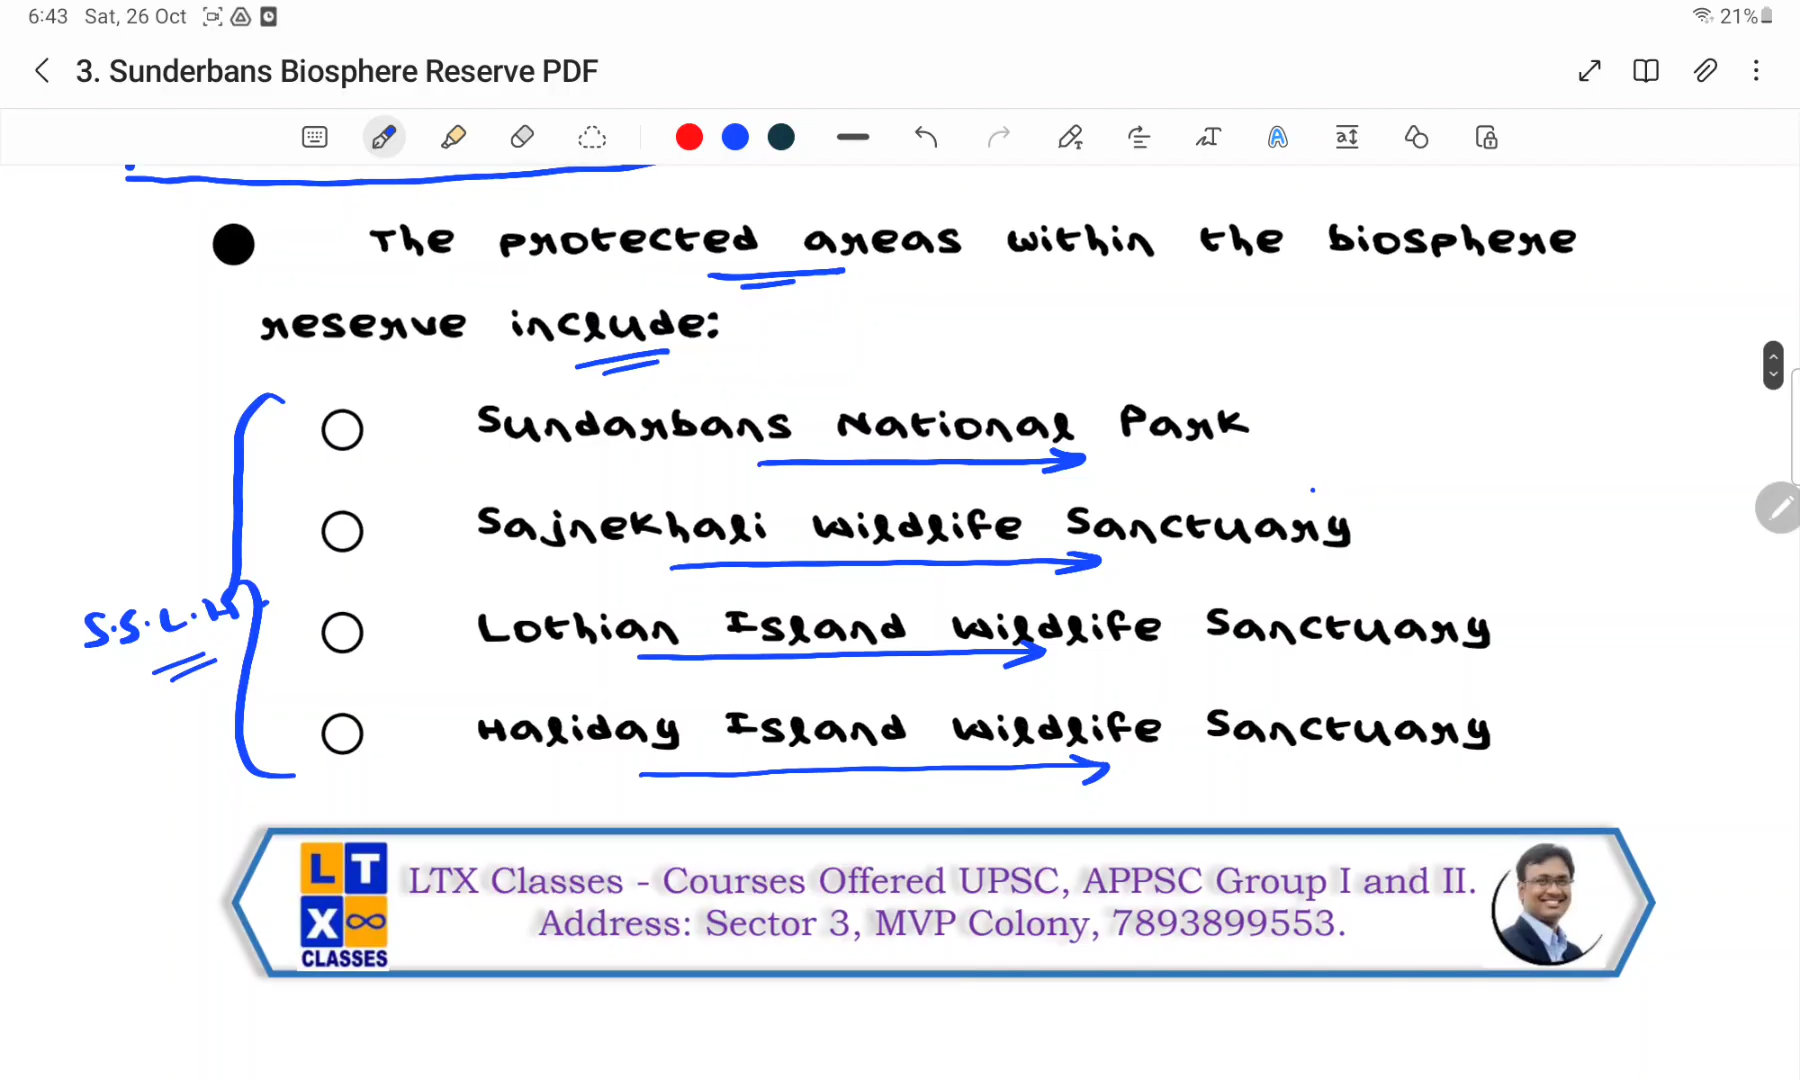 6:43 Sat, 26 Oct
21%
3. Sunderbans Biosphere Reserve PDF
The protected areas within the biosphere
reserve include:
Sundarbans National Park
Sajnekhali Wildlife Sanctuary
S.S.L.H
Lothian Island Wildlife Sanctuary
Haliday Island Wildlife Sanctuary
LTX Classes - Courses Offered UPSC, APPSC Group I and II.
Address: Sector 3, MVP Colony, 7893899553.
L T
X ∞
CLASSES